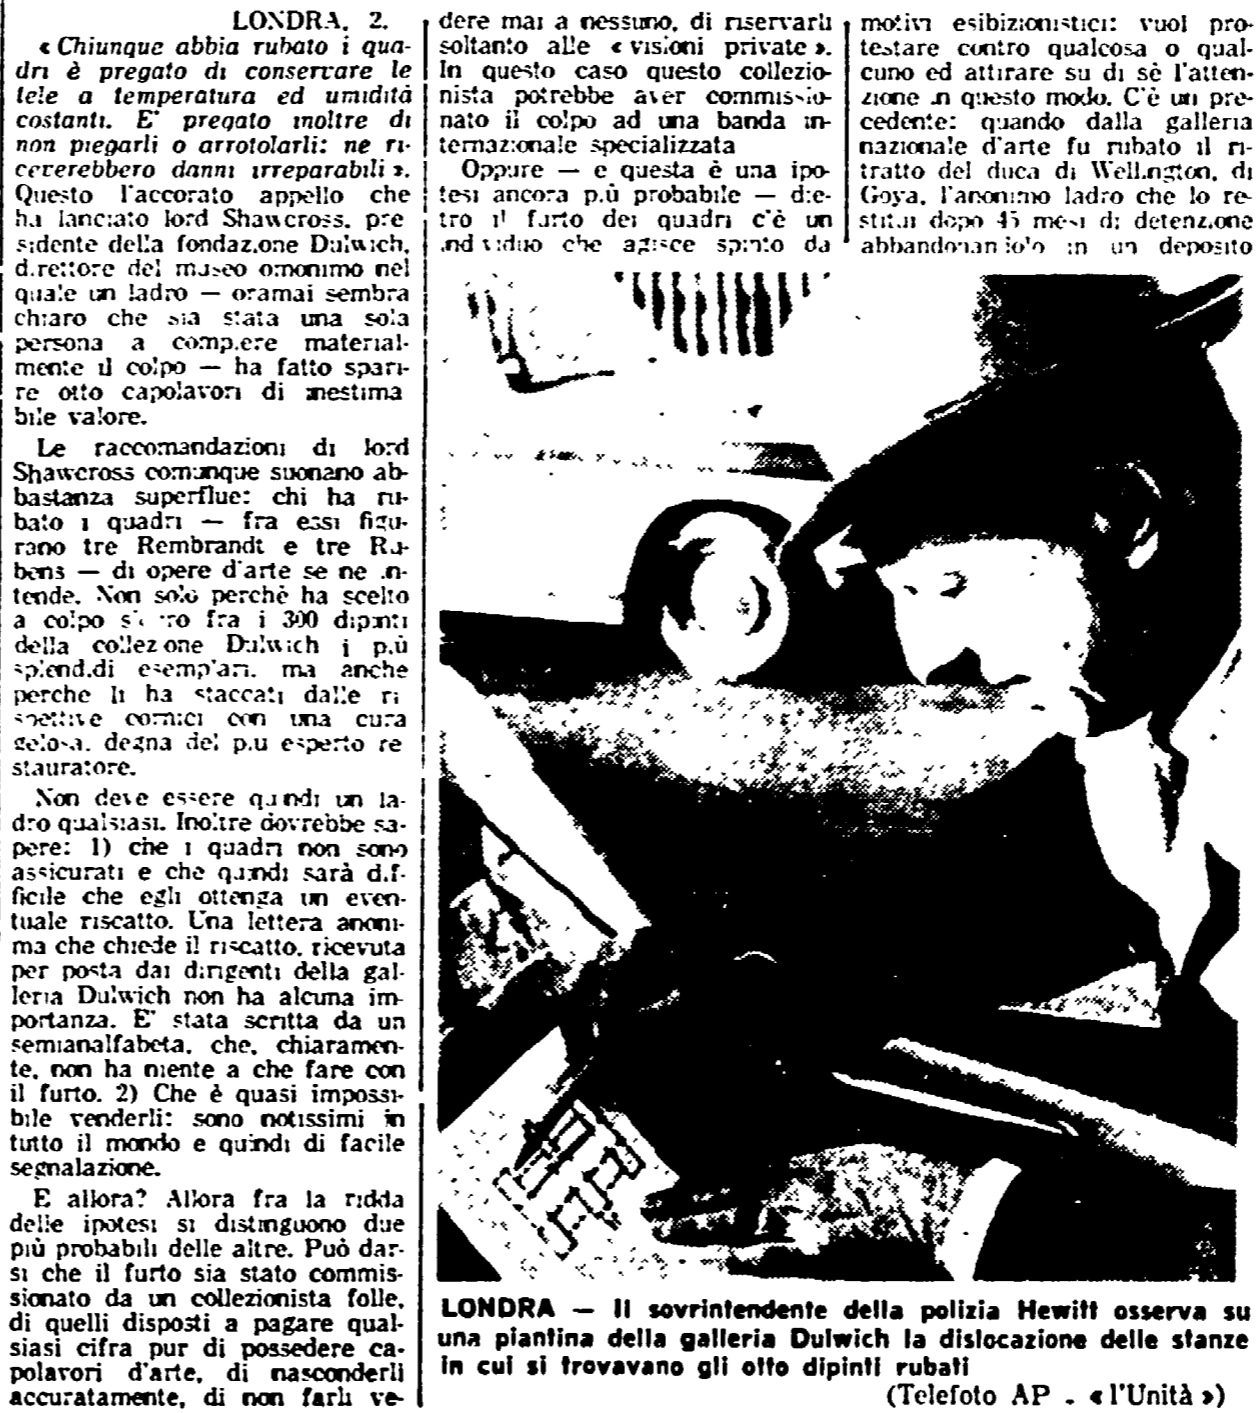 LONDRA, 2.
« Chiunque abbia rubato i qua-
dri è pregato di conservare le
tele a temperatura ed umidità
costanti. E' pregato inoltre di
non piegarli o arrotolarli: ne ri-
ceverebbero danni irreparabili ».
Questo l'accorato appello che
ha lanciato lord Shawcross, pre
sidente della fondazione Dulwich,
direttore del museo omonimo nel
quale un ladro — oramai sembra
chiaro che sia stata una sola
persona a compiere material-
mente il colpo — ha fatto spari-
re otto capolavori di inestima
bile valore.
Le raccomandazioni di lord
Shawcross comunque suonano ab-
bastanza superflue: chi ha ru-
bato i quadri — fra essi figu-
rano tre Rembrandt e tre Ru-
bens — di opere d'arte se ne in-
tende. Non solo perchè ha scelto
a colpo sicuro fra i 300 dipinti
della collezione Dulwich i più
splendidi esemplari, ma anche
perche li ha staccati dalle ri
spettive cornici con una cura
gelosa, degna del piu esperto re
stauratore.
Non deve essere quindi un la-
dro qualsiasi. Inoltre dovrebbe sa-
pere: 1) che i quadri non sono
assicurati e che quindi sarà dif-
ficile che egli ottenga un even-
tuale riscatto. Una lettera anoni-
ma che chiede il riscatto, ricevuta
per posta dai dirigenti della gal-
leria Dulwich non ha alcuna im-
portanza. E' stata scritta da un
semianalfabeta, che, chiaramen-
te, non ha niente a che fare con
il furto. 2) Che è quasi impossi-
bile venderli: sono notissimi in
tutto il mondo e quindi di facile
segnalazione.
E allora? Allora fra la ridda
delle ipotesi si distinguono due
più probabili delle altre. Può dar-
si che il furto sia stato commis-
sionato da un collezionista folle,
di quelli disposti a pagare qual-
siasi cifra pur di possedere ca-
polavori d'arte, di nasconderli
accuratamente, di non farli ve-
dere mai a nessuno, di riservarli
soltanto alle « visioni private ».
In questo caso questo collezio-
nista potrebbe aver commissio-
nato il colpo ad una banda in-
ternazionale specializzata
Oppure — e questa è una ipo-
tesi ancora più probabile — die-
tro il furto dei quadri c'è un
individuo che agisce spinto da
motivi esibizionistici: vuol pro-
testare contro qualcosa o qual-
cuno ed attirare su di sè l'atten-
zione in questo modo. C'è un pre-
cedente: quando dalla galleria
nazionale d'arte fu rubato il ri-
tratto del duca di Wellington, di
Goya, l'anonimo ladro che lo re-
stituì dopo 45 mesi di detenzione
abbandonandolo in un deposito
LONDRA — Il sovrintendente della polizia Hewitt osserva su
una piantina della galleria Dulwich la dislocazione delle stanze
in cui si trovavano gli otto dipinti rubati
(Telefoto AP - « l'Unità »)